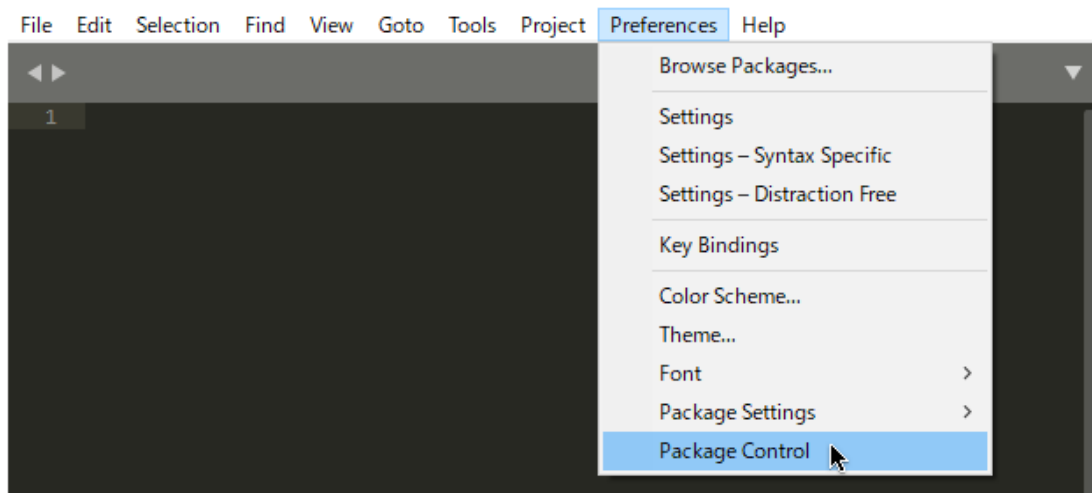 File Edit Selection Find View Goto Tools Project Preferences Help
Browse Packages...
1
Settings
Settings – Syntax Specific
Settings – Distraction Free
Key Bindings
Color Scheme...
Theme...
Font
Package Settings
Package Control